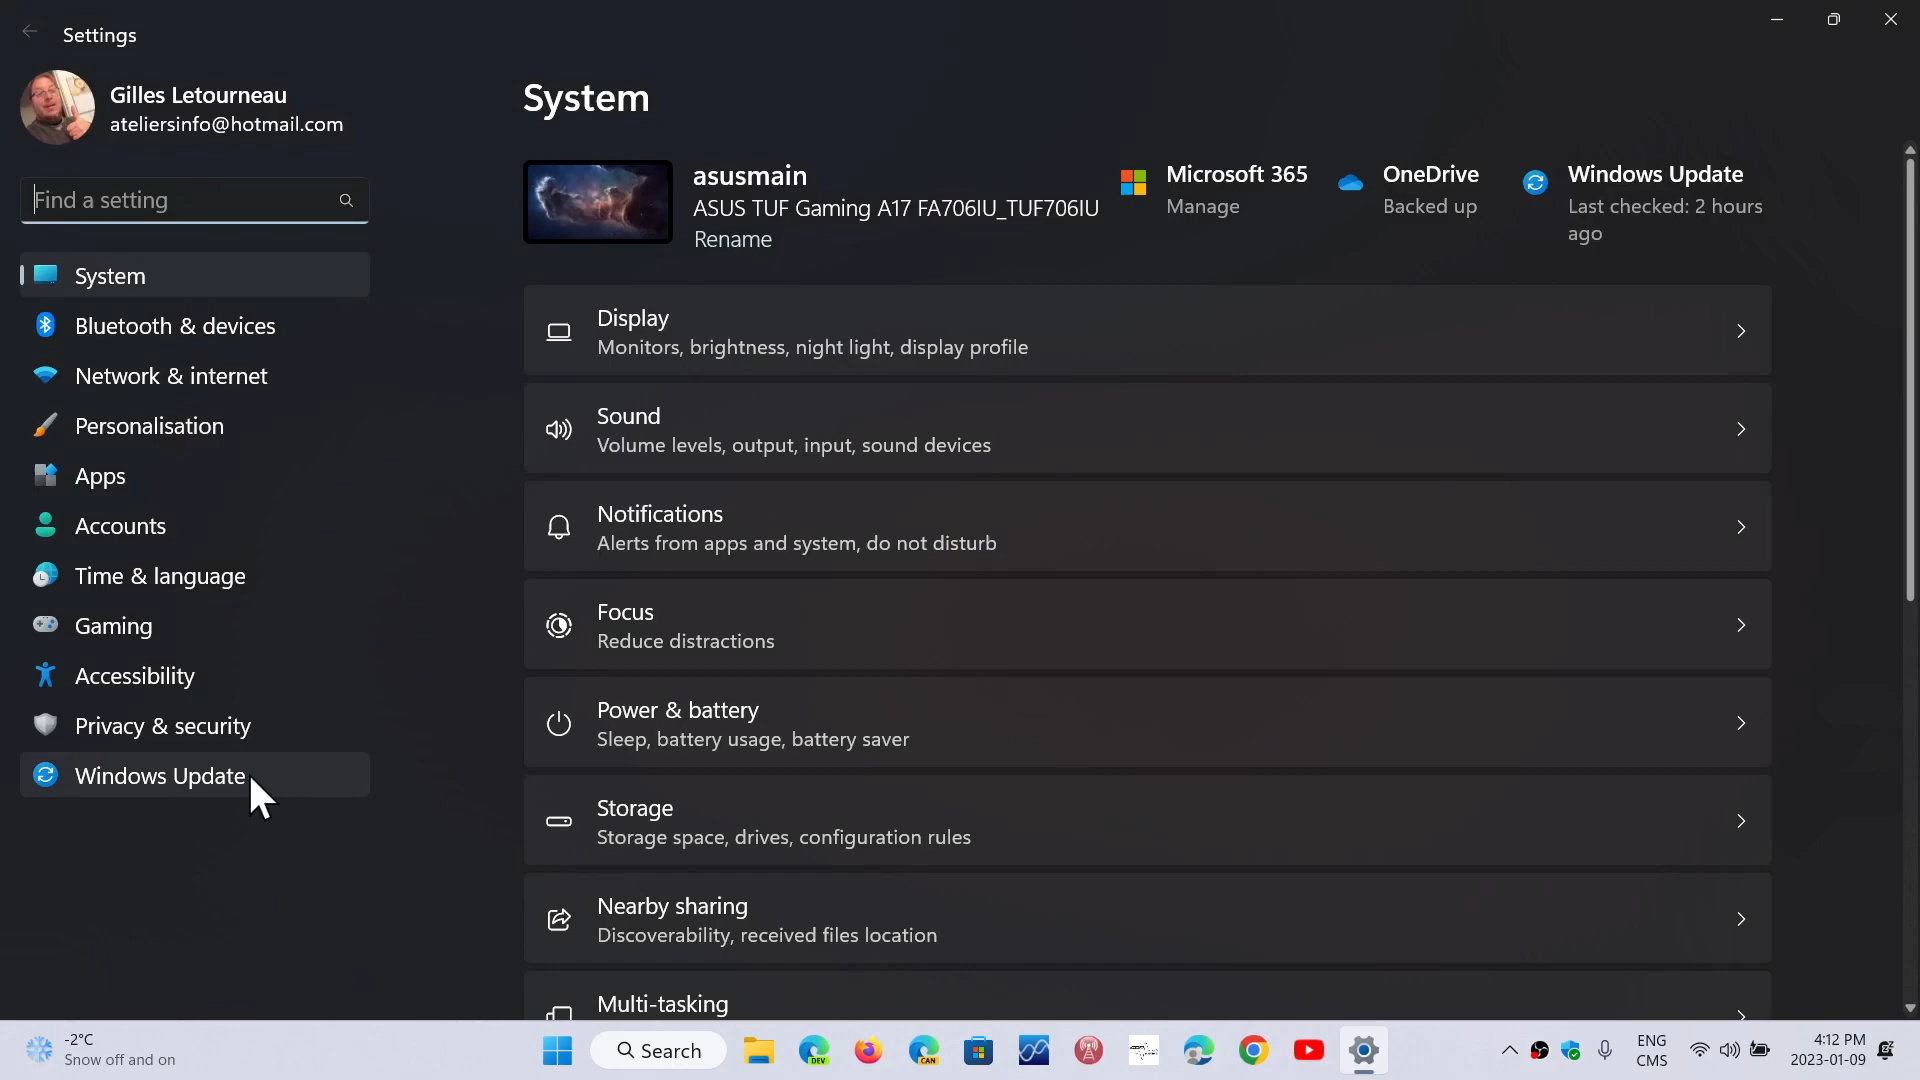 Settings
Gilles Letourneau
ateliersinfo@hotmail.com
Find a setting
System
Bluetooth & devices
Network & internet
Personalisation
Apps
Accounts
Time & language
Gaming
Accessibility
Privacy & security
Windows Update
System
asusmain
ASUS TUF Gaming A17 FA706IU_TUF706IU
Rename
Microsoft 365
Manage
OneDrive
Backed up
Windows Update
Last checked: 2 hours
ago
Display
Monitors, brightness, night light, display profile
Sound
Volume levels, output, input, sound devices
Notifications
Alerts from apps and system, do not disturb
Focus
Reduce distractions
Power & battery
Sleep, battery usage, battery saver
Storage
Storage space, drives, configuration rules
Nearby sharing
Discoverability, received files location
Multi-tasking
-2°C
Snow off and on
Search
DEV
CAN
ENG
CMS
4:12 PM
2023-01-09